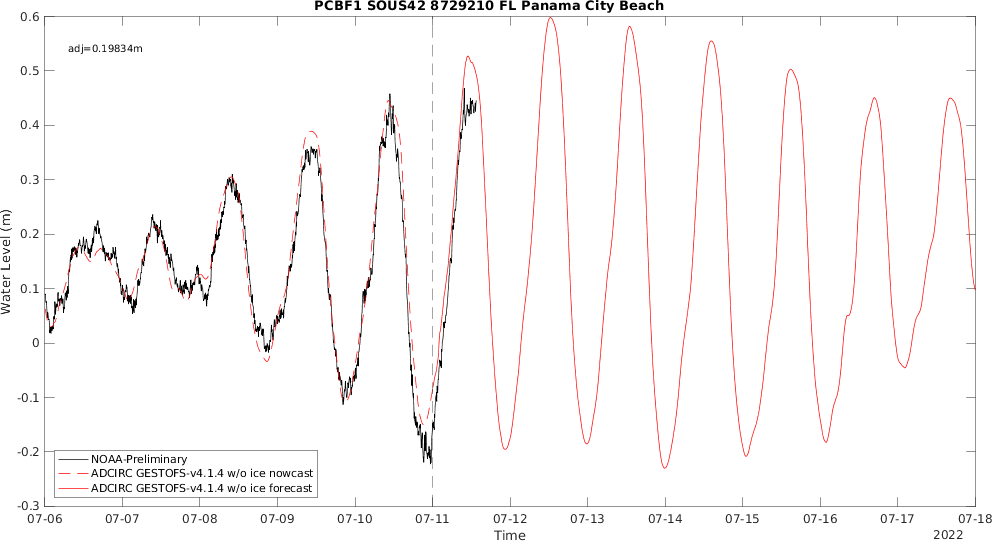 PCBF1 SOUS42 8729210 FL Panama City Beach
adj=0.19834m
0.6
0.5
0.4
0.3
0.2
0.1
0
-0.1
-0.2
-0.3
Water Level (m)
NOAA-Preliminary
ADCIRC GESTOFS-v4.1.4 w/o ice nowcast
ADCIRC GESTOFS-v4.1.4 w/o ice forecast
07-06 07-07 07-08 07-09 07-10 07-11 07-12 07-13 07-14 07-15 07-16 07-17 07-18
Time
2022